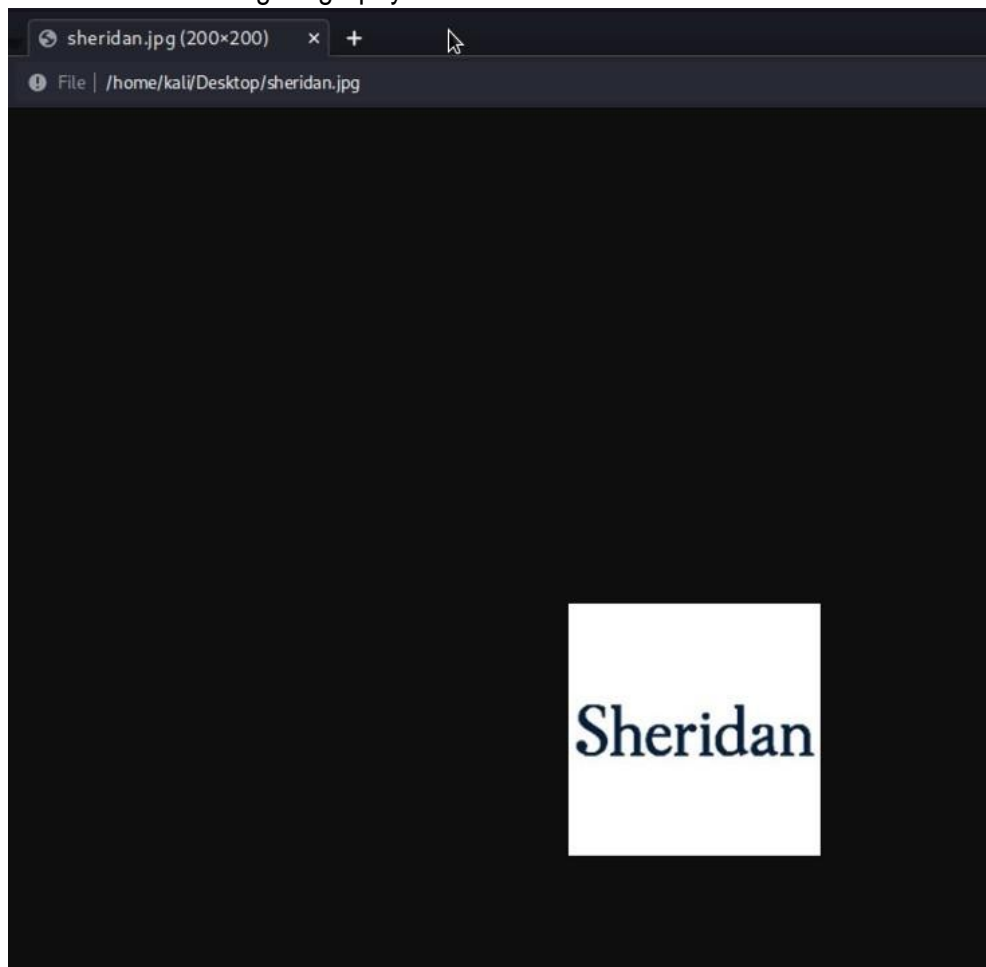 sheridan.jpg (200×200) × +
File | /home/kali/Desktop/sheridan.jpg
Sheridan